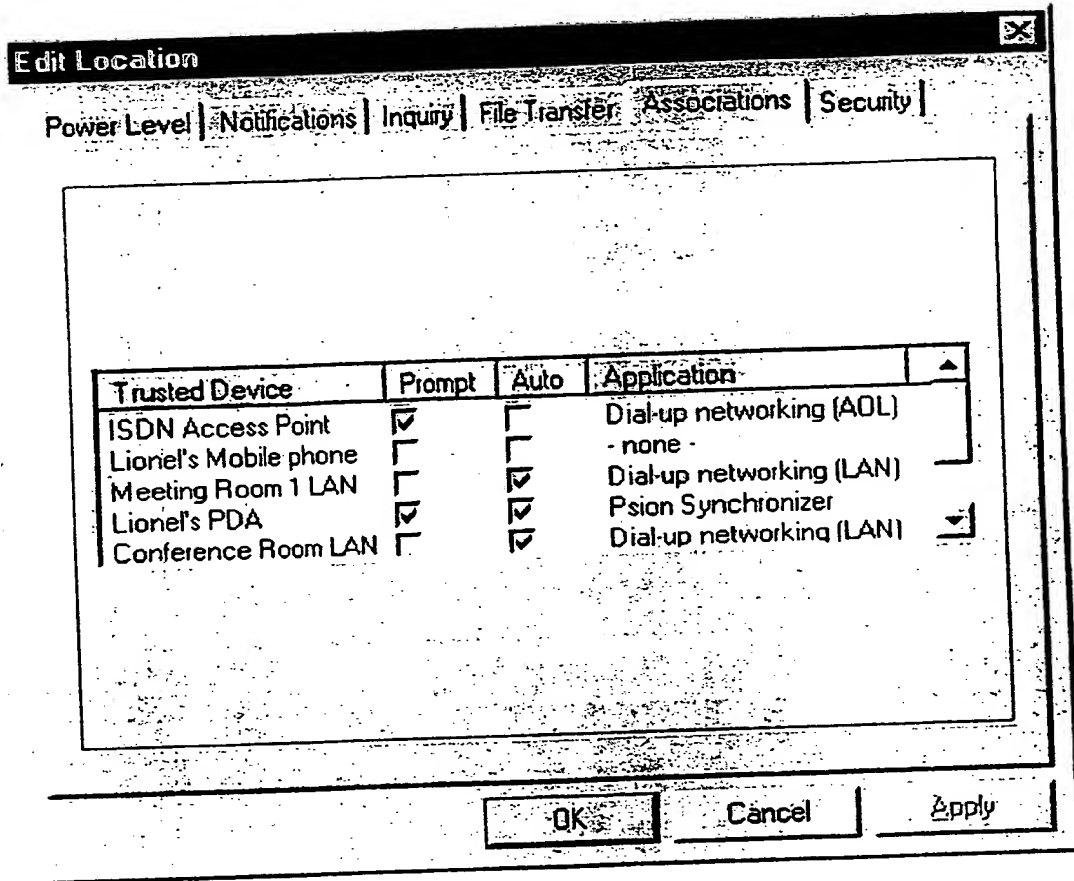 Edit Location
Power Level Notifications Inquiry File Transfer Associations Security
Trusted Device Prompt Auto Application
ISDN Access Point Dial-up networking (AOL)
Lionel's Mobile phone - none -
Meeting Room 1 LAN Dial-up networking (LAN)
Lionel's PDA Psion Synchronizer
Conference Room LAN Dial-up networking (LAN)
OK Cancel Apply